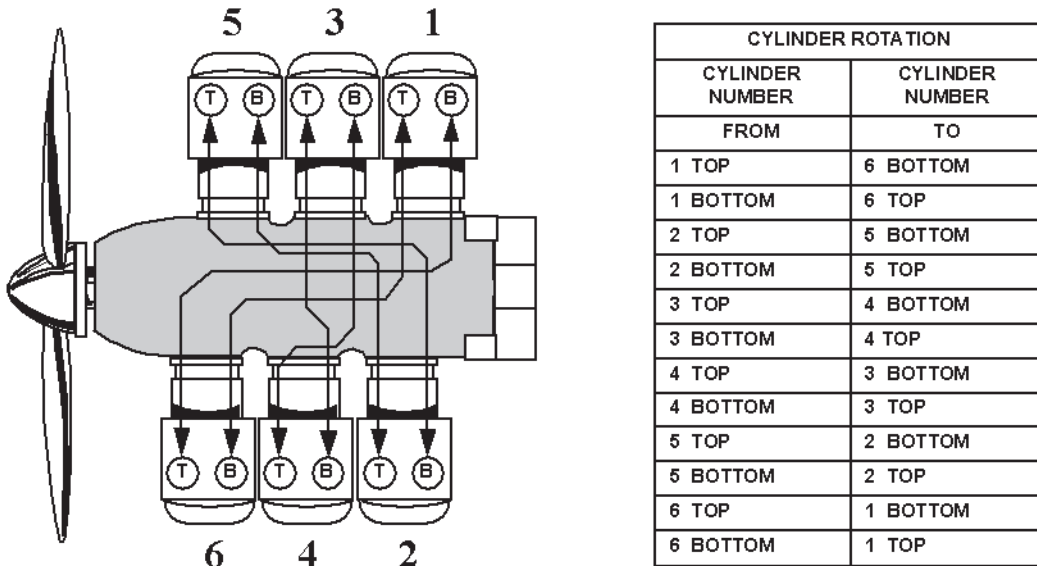 5 3 1
T B T B T B
T B T B T B
6 4 2
CYLINDER ROTATION
CYLINDER NUMBER CYLINDER NUMBER
FROM TO
1 TOP 6 BOTTOM
1 BOTTOM 6 TOP
2 TOP 5 BOTTOM
2 BOTTOM 5 TOP
3 TOP 4 BOTTOM
3 BOTTOM 4 TOP
4 TOP 3 BOTTOM
4 BOTTOM 3 TOP
5 TOP 2 BOTTOM
5 BOTTOM 2 TOP
6 TOP 1 BOTTOM
6 BOTTOM 1 TOP